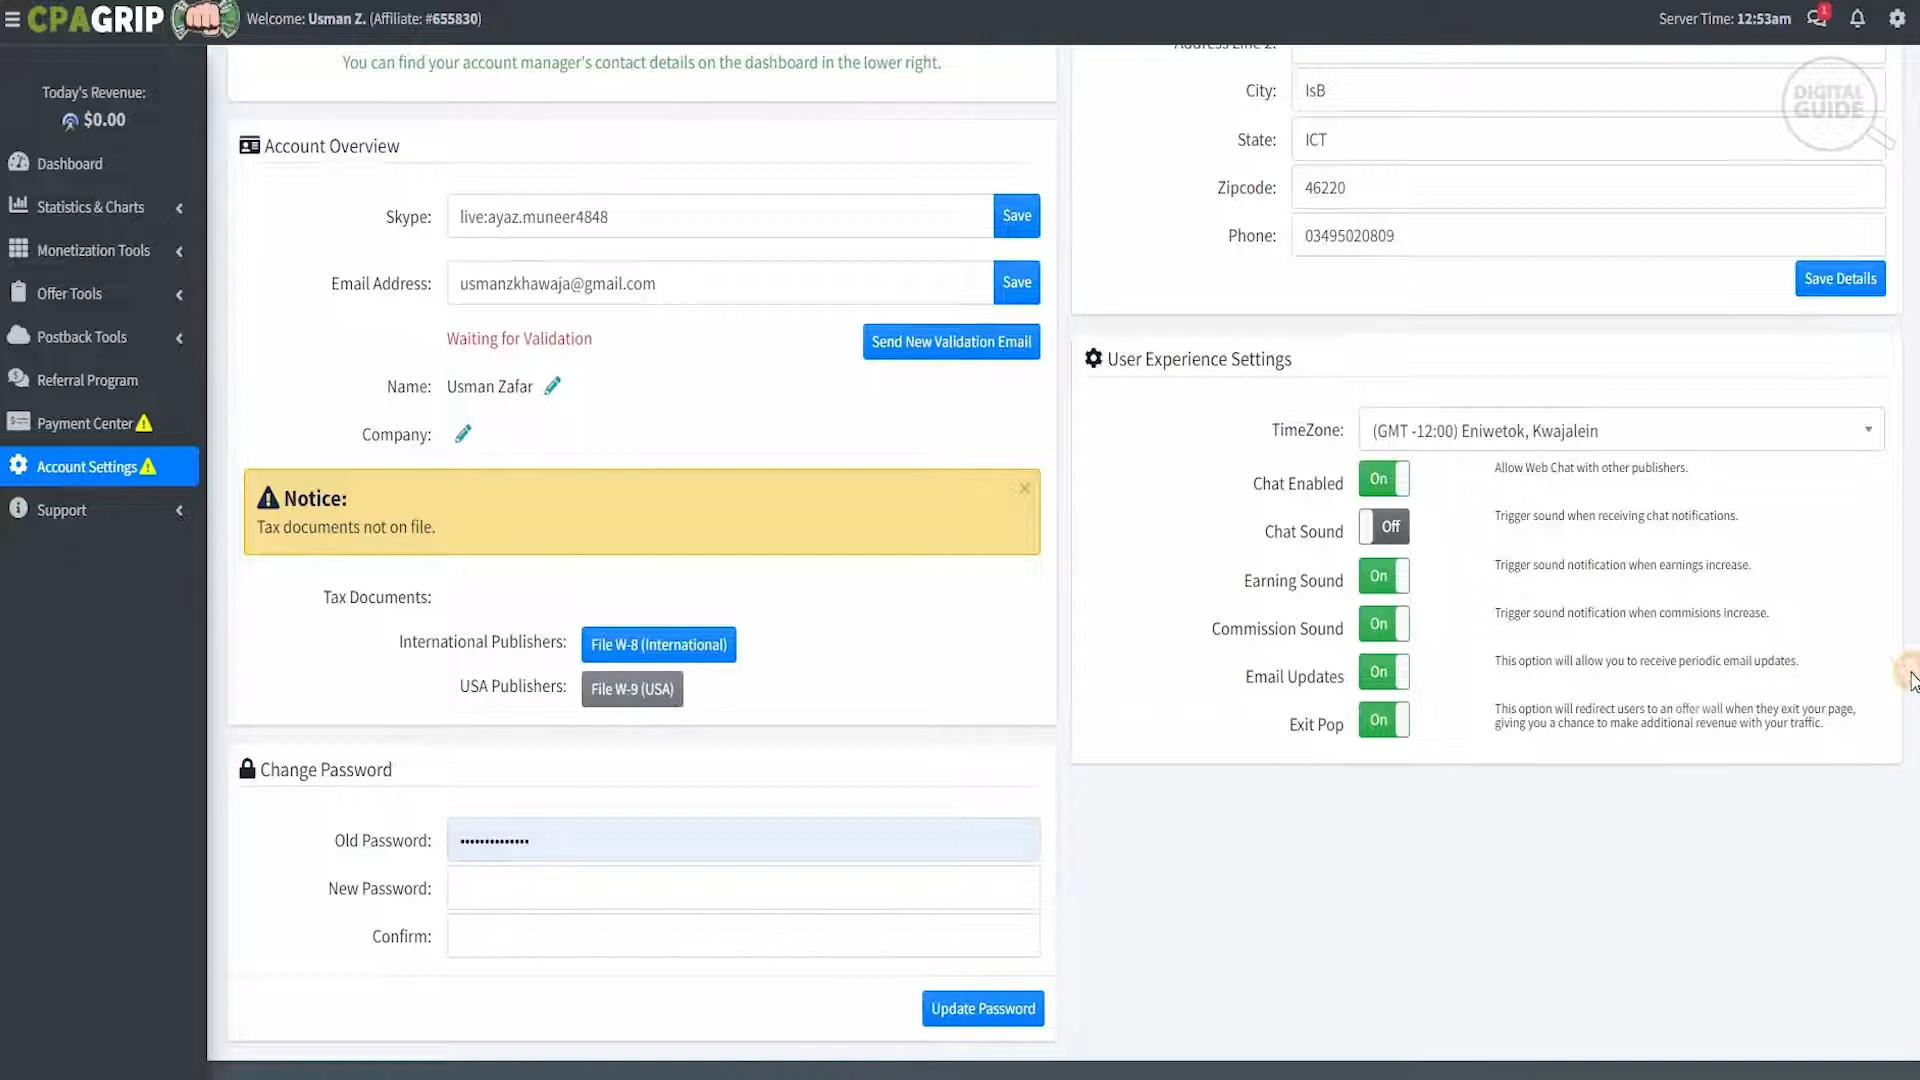 CPAGRIP
Welcome: Usman Z. (Affiliate: #655830)
Server Time: 12:53am
1
Today's Revenue:
$0.00
Dashboard
Statistics & Charts
Monetization Tools
Offer Tools
Postback Tools
Referral Program
Payment Center
Account Settings
Support
You can find your account manager's contact details on the dashboard in the lower right.
Account Overview
Skype: live:ayaz.muneer4848 Save
Email Address: usmanzkhawaja@gmail.com Save
Waiting for Validation Send New Validation Email
Name: Usman Zafar
Company:
Notice:
Tax documents not on file.
×
Tax Documents:
International Publishers: File W-8 (International)
USA Publishers: File W-9 (USA)
Change Password
Old Password: ••••••••••••••
New Password:
Confirm:
Update Password
Address Line 2:
City: IsB
State: ICT
Zipcode: 46220
Phone: 03495020809
Save Details
DIGITAL
GUIDE
User Experience Settings
TimeZone: (GMT -12:00) Eniwetok, Kwajalein
Chat Enabled On Allow Web Chat with other publishers.
Chat Sound Off Trigger sound when receiving chat notifications.
Earning Sound On Trigger sound notification when earnings increase.
Commission Sound On Trigger sound notification when commisions increase.
Email Updates On This option will allow you to receive periodic email updates.
Exit Pop On This option will redirect users to an offer wall when they exit your page,
giving you a chance to make additional revenue with your traffic.